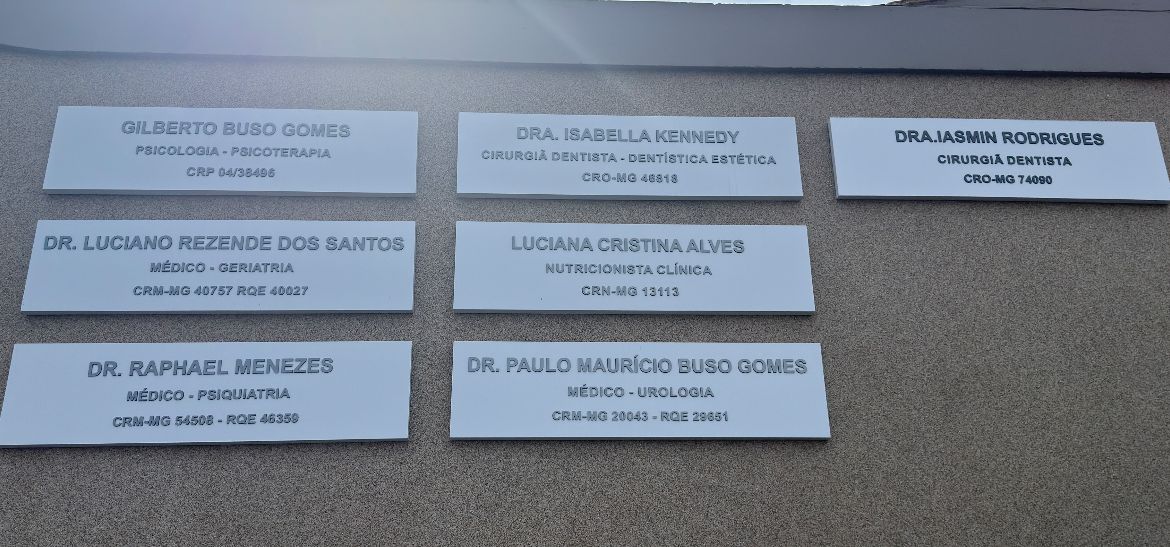 GILBERTO BUSO GOMES
PSICOLOGIA - PSICOTERAPIA
CRP 04/38496
DRA. ISABELLA KENNEDY
CIRURGIÃ DENTISTA - DENTÍSTICA ESTÉTICA
CRO-MG 46818
DRA.IASMIN RODRIGUES
CIRURGIÃ DENTISTA
CRO-MG 74090
DR. LUCIANO REZENDE DOS SANTOS
MÉDICO - GERIATRIA
CRM-MG 40757 RQE 40027
LUCIANA CRISTINA ALVES
NUTRICIONISTA CLÍNICA
CRN-MG 13113
DR. RAPHAEL MENEZES
MÉDICO - PSIQUIATRIA
CRM-MG 54508 - RQE 46359
DR. PAULO MAURÍCIO BUSO GOMES
MÉDICO - UROLOGIA
CRM-MG 20043 - RQE 29651